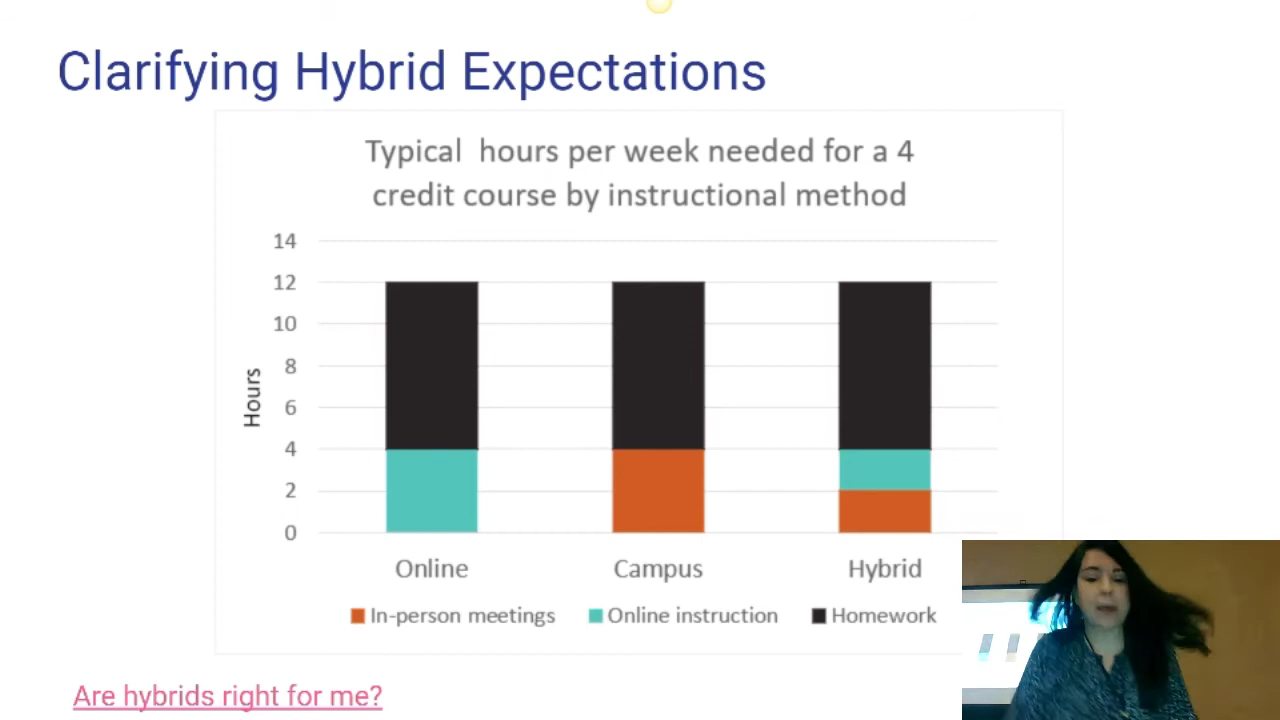 Clarifying Hybrid Expectations
Typical hours per week needed for a 4
credit course by instructional method
14
12
10
8
6
4
2
0
Hours
Online Campus Hybrid
In-person meetings Online instruction Homework
Are hybrids right for me?